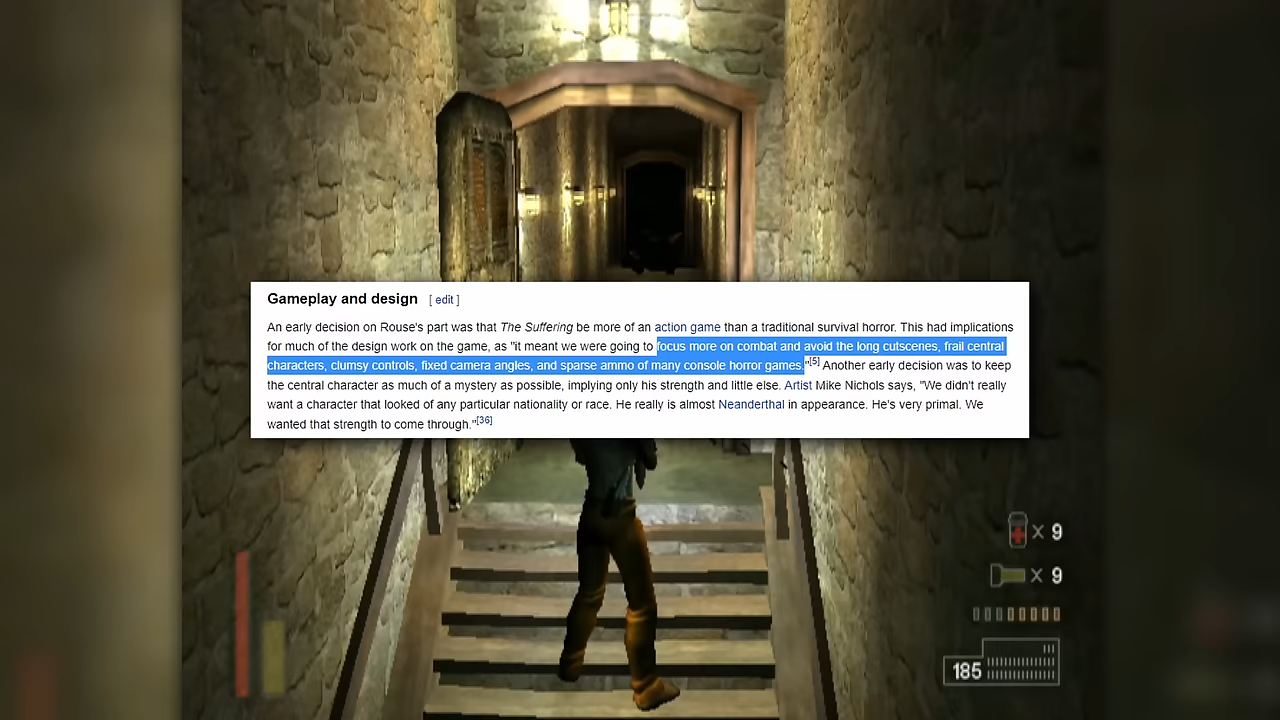 Gameplay and design [ edit ]
An early decision on Rouse's part was that The Suffering be more of an action game than a traditional survival horror. This had implications
for much of the design work on the game, as "it meant we were going to focus more on combat and avoid the long cutscenes, frail central
characters, clumsy controls, fixed camera angles, and sparse ammo of many console horror games."[5] Another early decision was to keep
the central character as much of a mystery as possible, implying only his strength and little else. Artist Mike Nichols says, "We didn't really
want a character that looked of any particular nationality or race. He really is almost Neanderthal in appearance. He's very primal. We
wanted that strength to come through."[36]
X 9
X 9
185